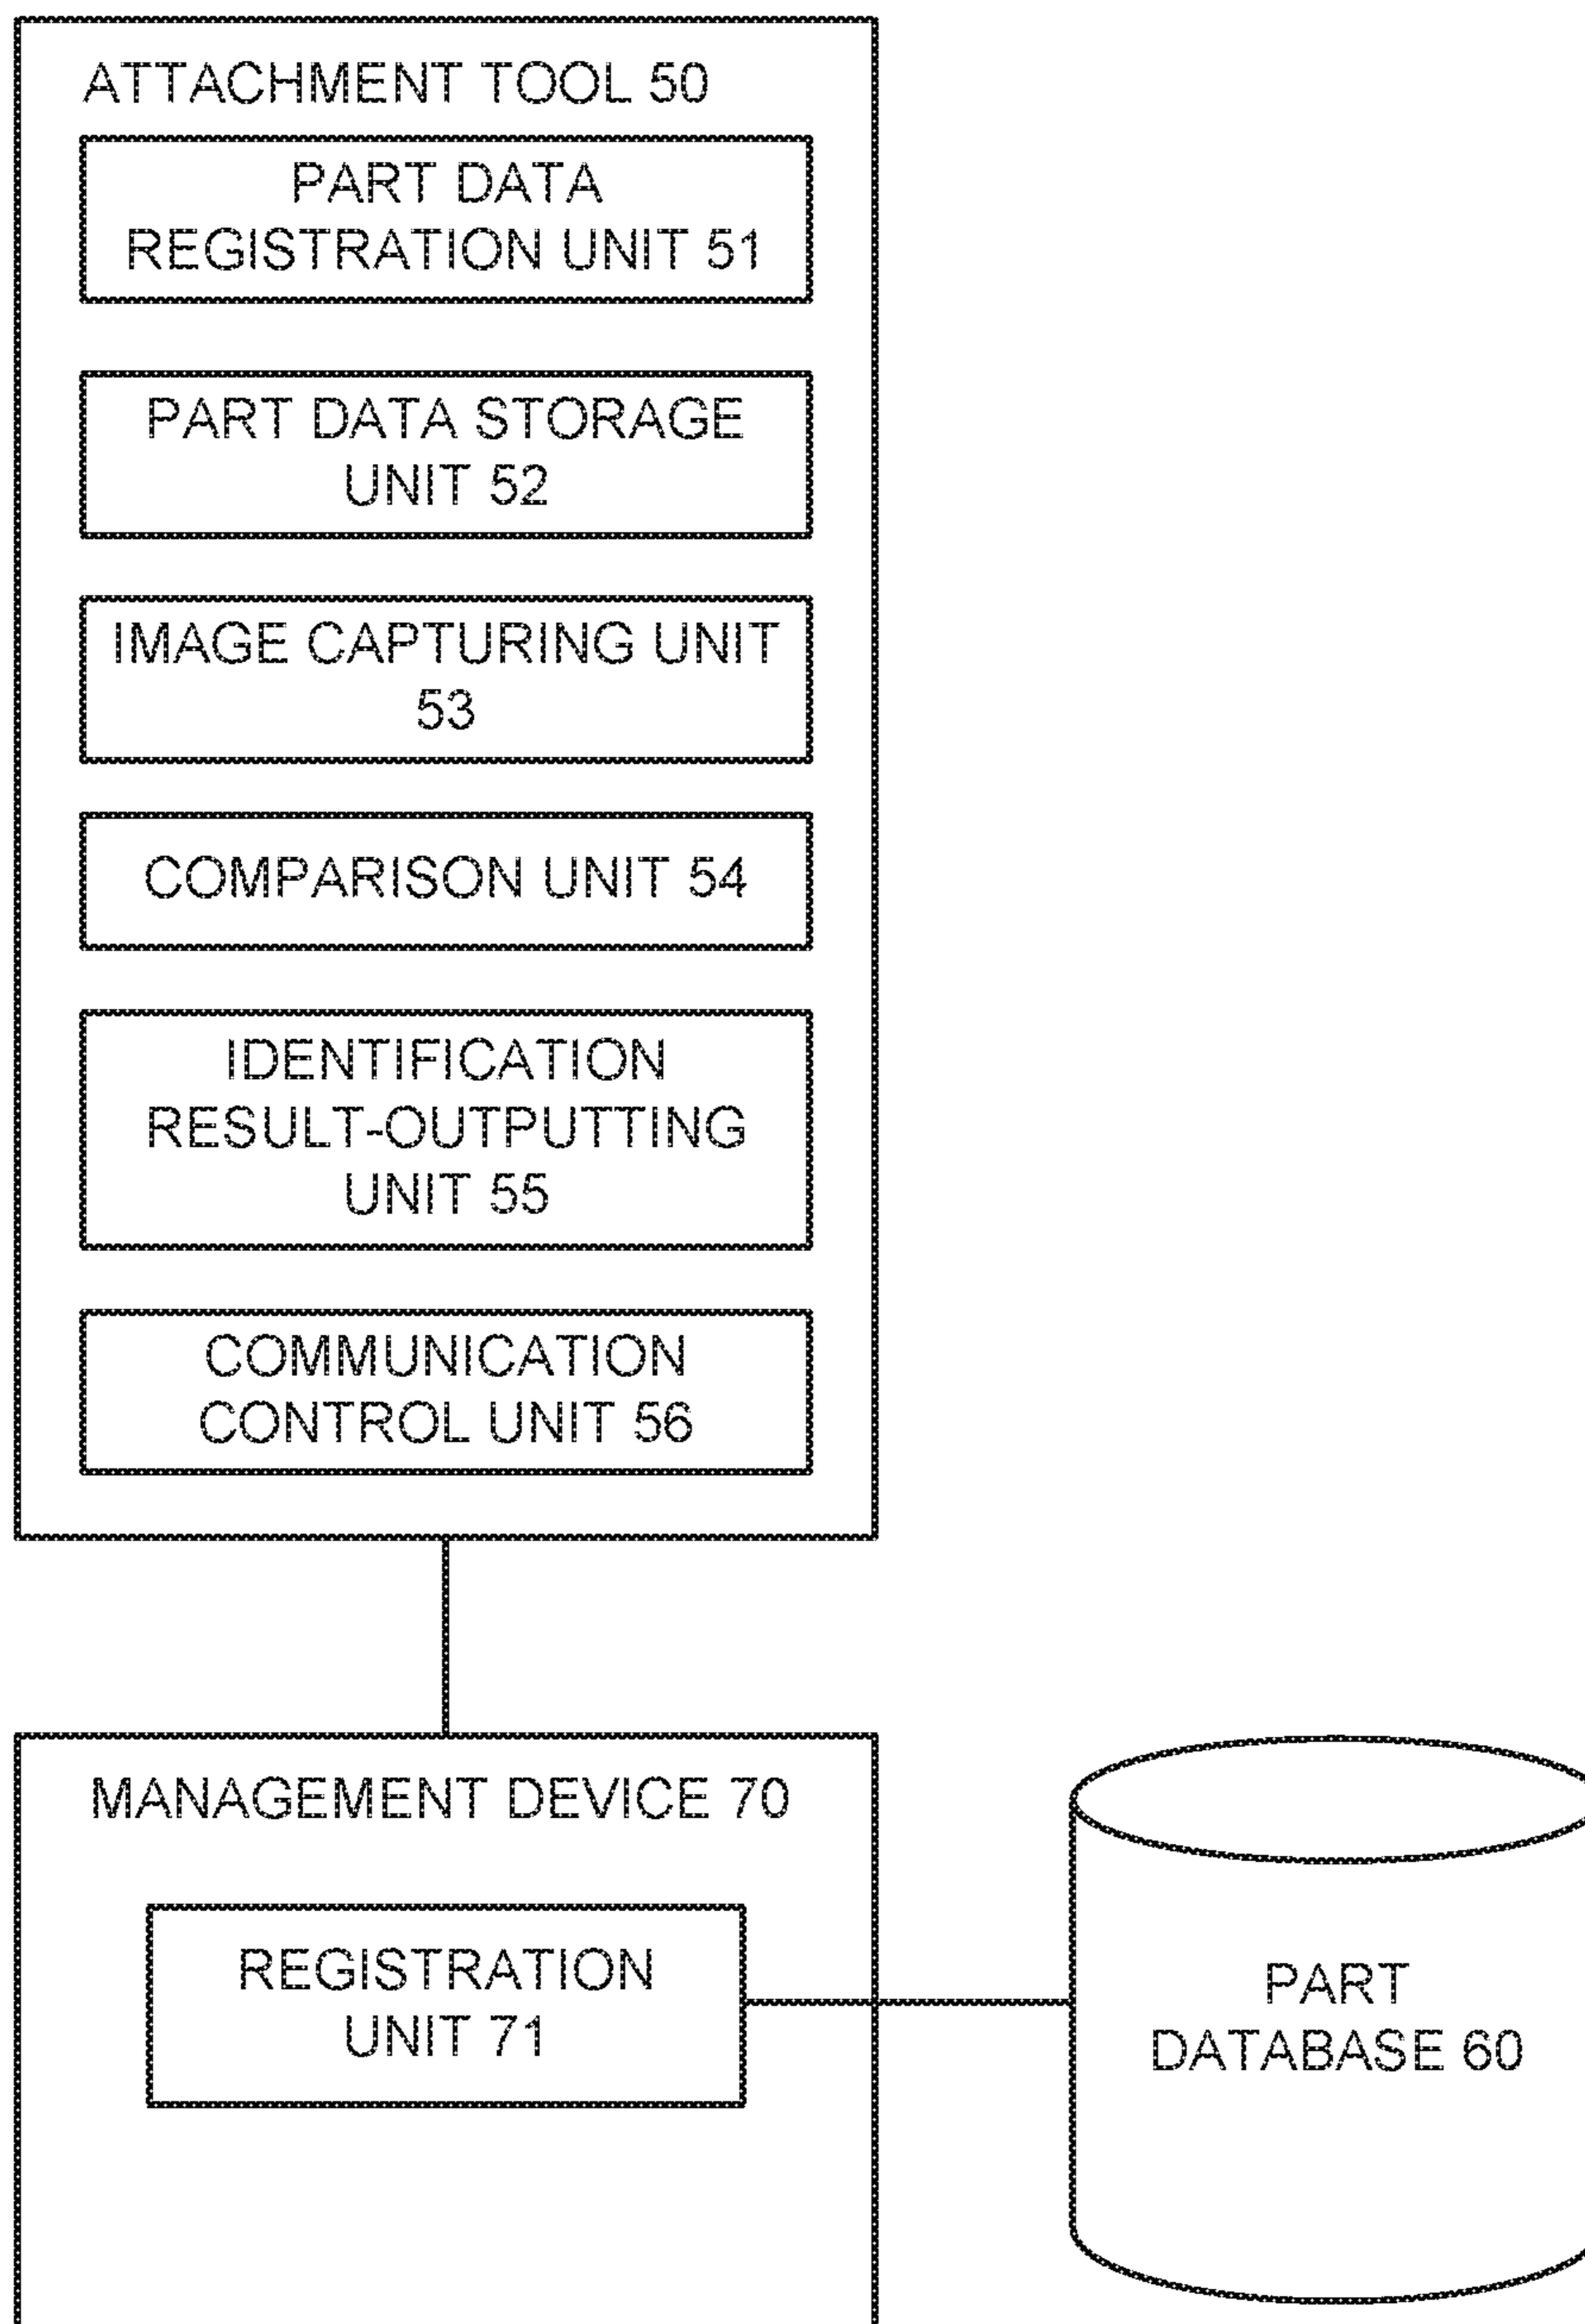 ATTACHMENT TOOL 50
PART DATA
REGISTRATION UNIT 51
PART DATA STORAGE
UNIT 52
IMAGE CAPTURING UNIT
53
COMPARISON UNIT 54
IDENTIFICATION
RESULT-OUTPUTTING
UNIT 55
COMMUNICATION
CONTROL UNIT 56
MANAGEMENT DEVICE 70
REGISTRATION
UNIT 71
PART
DATABASE 60